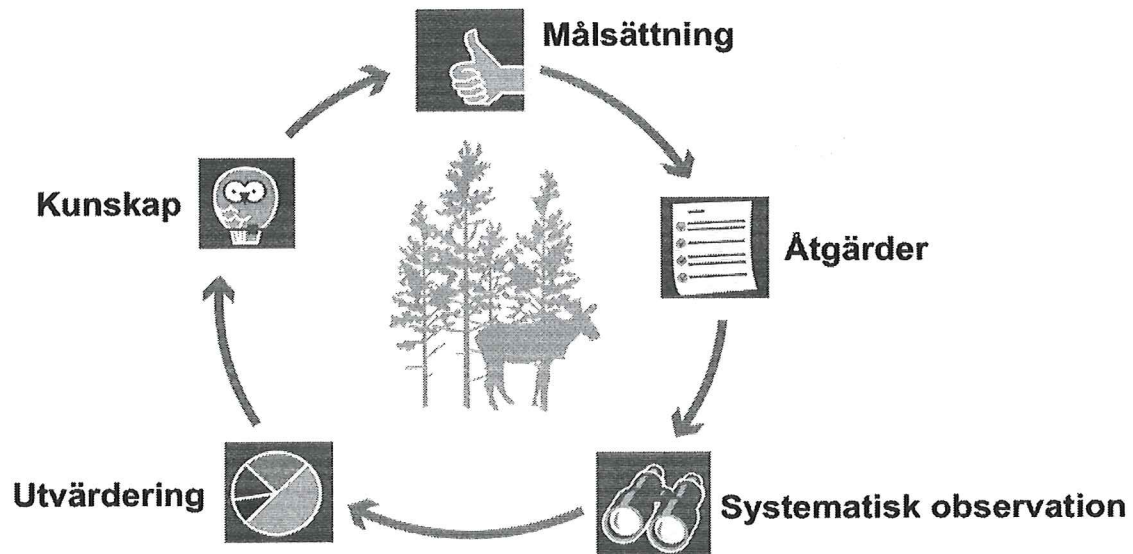 Målsättning
Åtgärder
Systematisk observation
Utvärdering
Kunskap